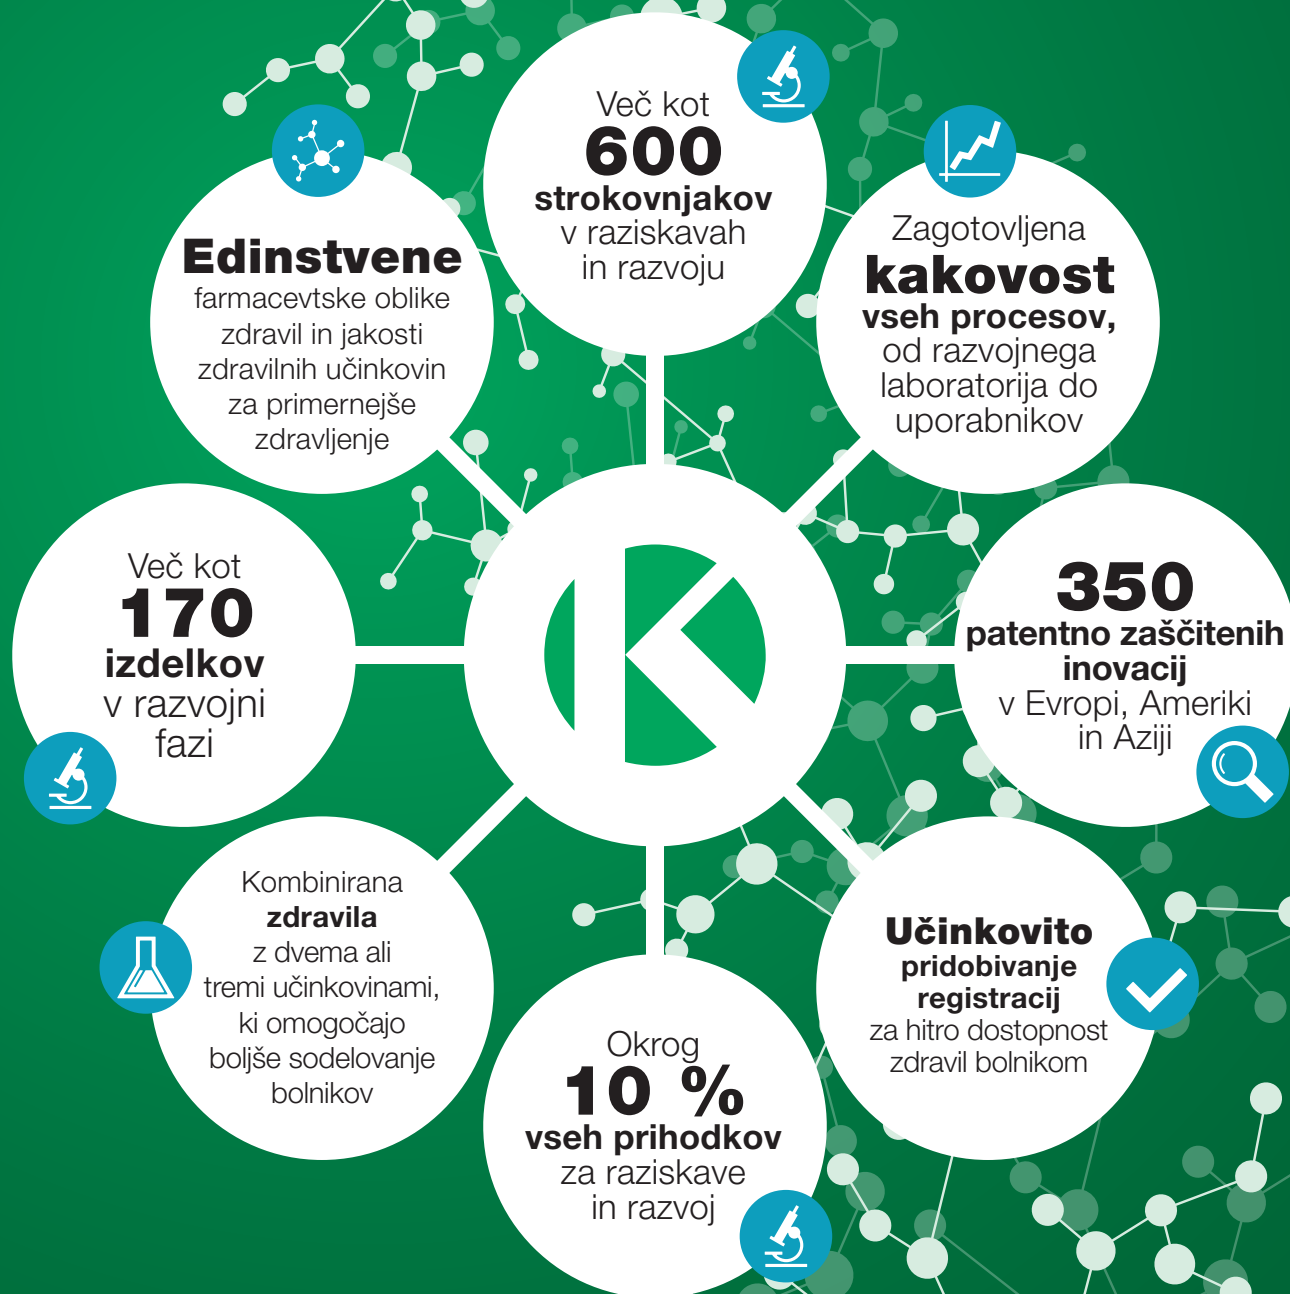 Več kot
600
strokovnjakov
v raziskavah
in razvoju
Zagotovljena
kakovost
vseh procesov,
od razvojnega
laboratorija do
uporabnikov
350
patentno zaščitenih
inovacij
v Evropi, Ameriki
in Aziji
Učinkovito
pridobivanje
registracij
za hitro dostopnost
zdravil bolnikom
Okrog
10 %
vseh prihodkov
za raziskave
in razvoj
Kombinirana
zdravila
z dvema ali
tremi učinkovinami,
ki omogočajo
boljše sodelovanje
bolnikov
Več kot
170
izdelkov
v razvojni
fazi
Edinstvene
farmacevtske oblike
zdravil in jakosti
zdravilnih učinkovin
za primernejše
zdravljenje
K